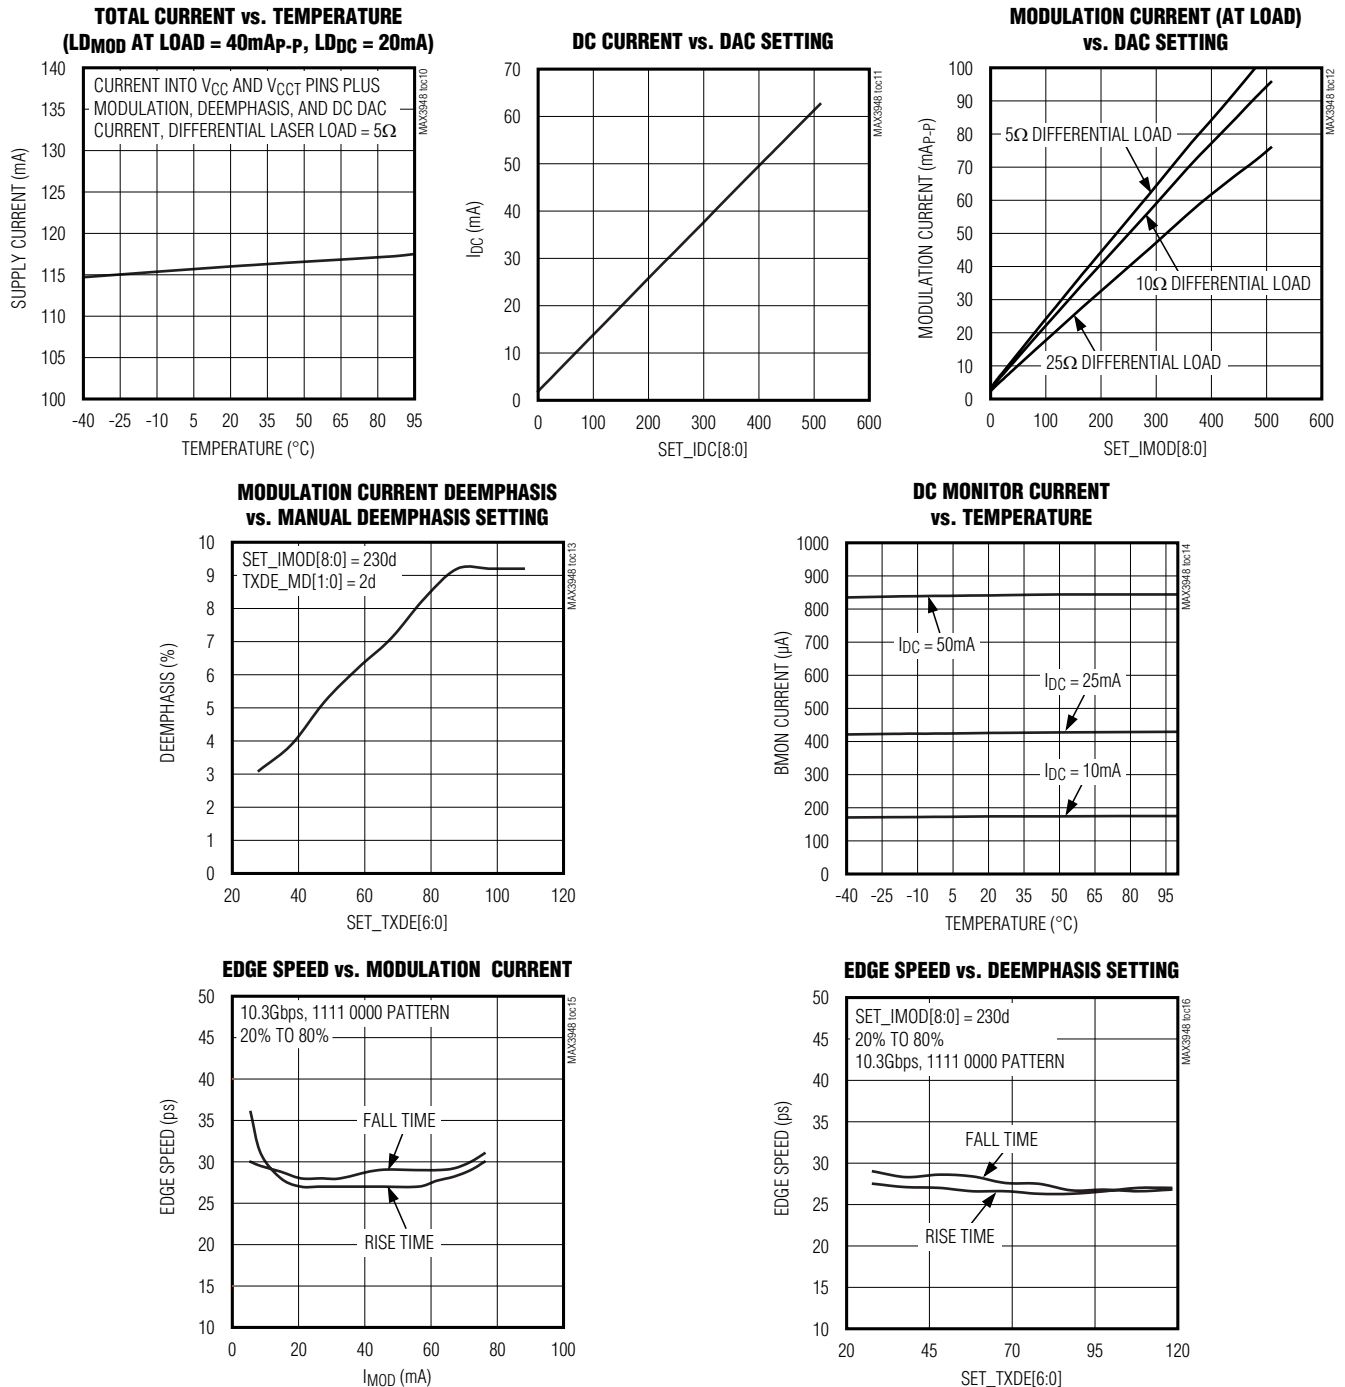 TOTAL CURRENT vs. TEMPERATURE
(LDMOD AT LOAD = 40mAP-P, LDDC = 20mA)
CURRENT INTO VCC AND VCCT PINS PLUS
MODULATION, DEEMPHASIS, AND DC DAC
CURRENT, DIFFERENTIAL LASER LOAD = 5Ω
MAX3948 toc10
SUPPLY CURRENT (mA)
140
135
130
125
120
115
110
105
100
-40 -25 -10 5 20 35 50 65 80 95
TEMPERATURE (°C)
DC CURRENT vs. DAC SETTING
MAX3948 toc11
IDC (mA)
70
60
50
40
30
20
10
0
0 100 200 300 400 500 600
SET_IDC[8:0]
MODULATION CURRENT (AT LOAD)
vs. DAC SETTING
MAX3948 toc12
MODULATION CURRENT (mAP-P)
100
90
80
70
60
50
40
30
20
10
0
5Ω DIFFERENTIAL LOAD
10Ω DIFFERENTIAL LOAD
25Ω DIFFERENTIAL LOAD
0 100 200 300 400 500 600
SET_IMOD[8:0]
MODULATION CURRENT DEEMPHASIS
vs. MANUAL DEEMPHASIS SETTING
SET_IMOD[8:0] = 230d
TXDE_MD[1:0] = 2d
MAX3948 toc13
DEEMPHASIS (%)
10
9
8
7
6
5
4
3
2
1
0
20 40 60 80 100 120
SET_TXDE[6:0]
DC MONITOR CURRENT
vs. TEMPERATURE
MAX3948 toc14
BMON CURRENT (µA)
1000
900
800
700
600
500
400
300
200
100
0
IDC = 50mA
IDC = 25mA
IDC = 10mA
-40 -25 -10 5 20 35 50 65 95
TEMPERATURE (°C)
EDGE SPEED vs. MODULATION CURRENT
10.3Gbps, 1111 0000 PATTERN
20% TO 80%
MAX3948 toc15
EDGE SPEED (ps)
50
45
40
35
30
25
20
15
10
FALL TIME
RISE TIME
0 20 40 60 80 100
IMOD (mA)
EDGE SPEED vs. DEEMPHASIS SETTING
SET_IMOD[8:0] = 230d
20% TO 80%
10.3Gbps, 1111 0000 PATTERN
MAX3948 toc16
EDGE SPEED (ps)
50
45
40
35
30
25
20
15
10
FALL TIME
RISE TIME
20 45 70 95 120
SET_TXDE[6:0]